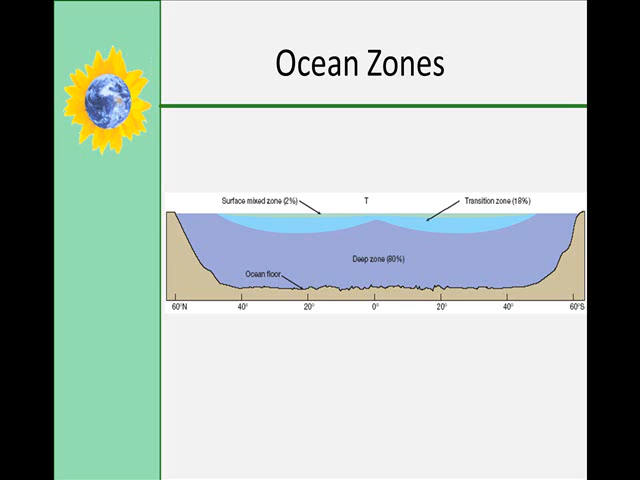 Ocean Zones
Surface mixed zone (2%) T Transition zone (18%)
Deep zone (80%)
Ocean floor
60°N 40° 20° 0° 20° 40° 60°S